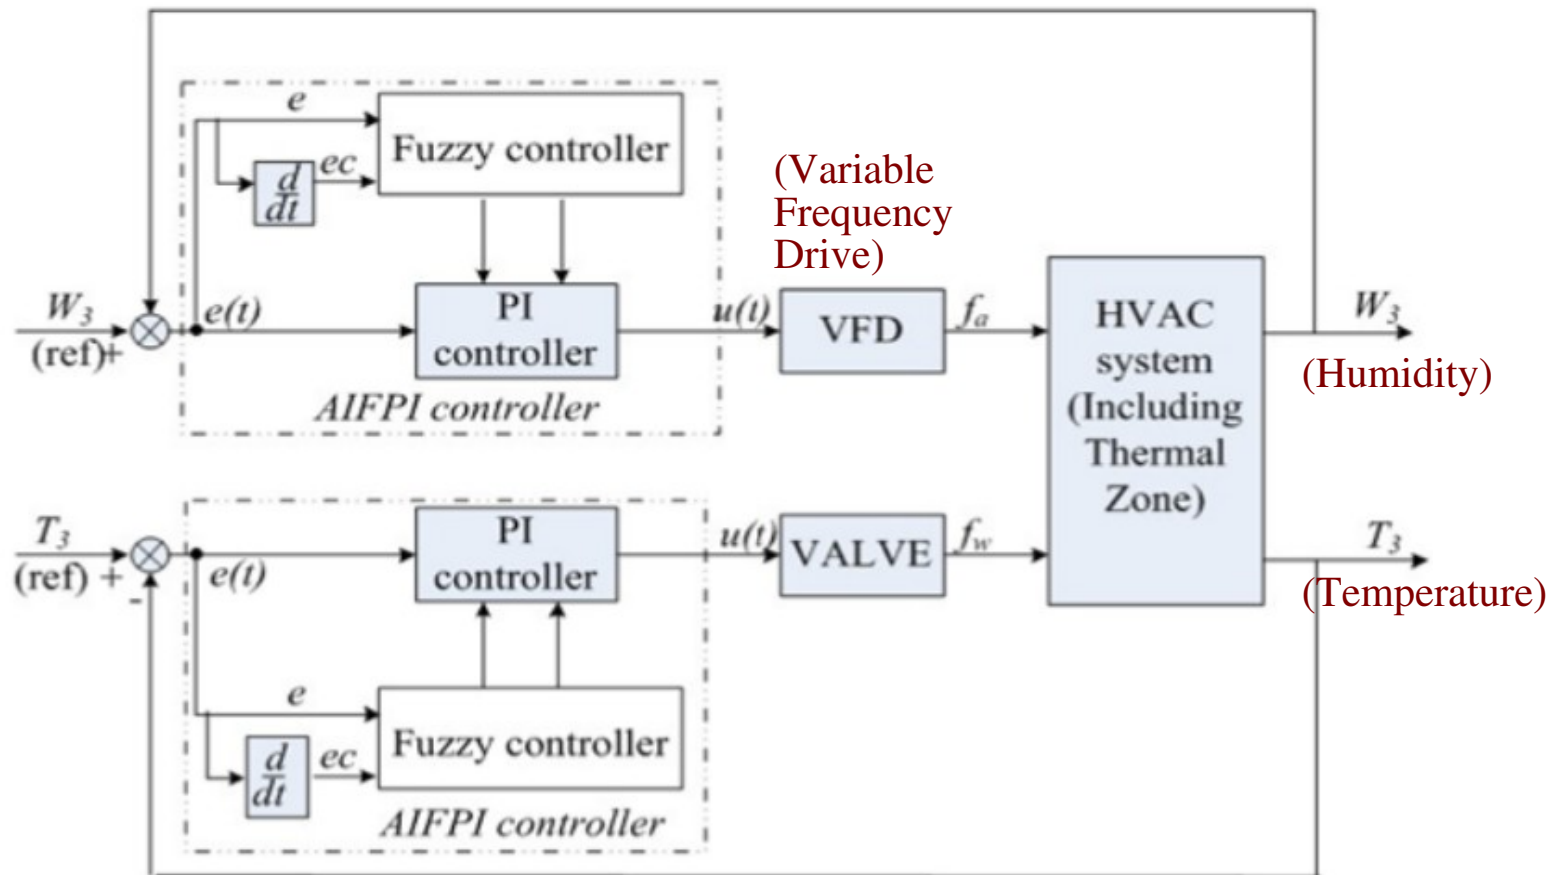 e
Fuzzy controller
d
dt
ec
(Variable
Frequency
Drive)
W3
(ref)+
e(t)
PI
controller
u(t)
VFD
fa
HVAC
system
(Including
Thermal
Zone)
W3
(Humidity)
AIFPI controller
T3
(ref) +
-
e(t)
PI
controller
u(t)
VALVE
fw
T3
(Temperature)
e
Fuzzy controller
d
dt
ec
AIFPI controller